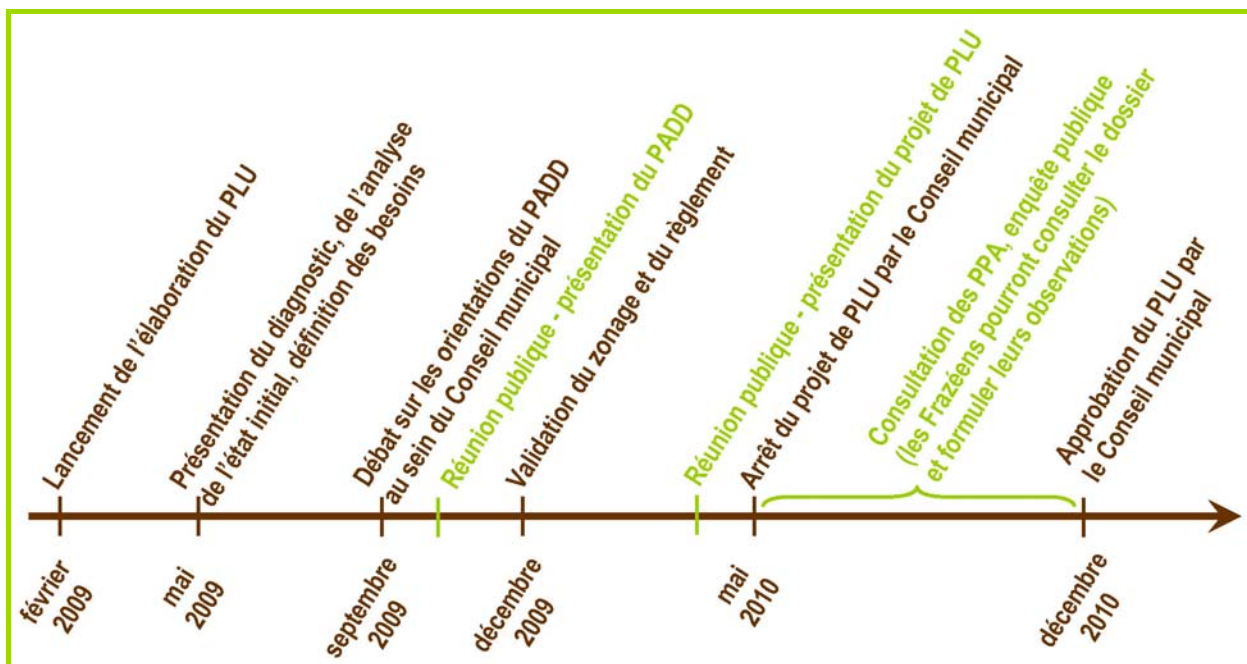 Lancement de l'élaboration du PLU
Présentation du diagnostic, de l'analyse
de l'état initial, définition des besoins
Débat sur les orientations du PADD
au sein du Conseil municipal
Réunion publique - présentation du PADD
Validation du zonage et du règlement
Réunion publique - présentation du projet de PLU
Arrêt du projet de PLU par le Conseil municipal
Consultation des PPA, enquête publique
(les Frazéens pourront consulter le dossier
et formuler leurs observations)
Approbation du PLU par
le Conseil municipal
février
2009
mai
2009
septembre
2009
décembre
2009
mai
2010
décembre
2010